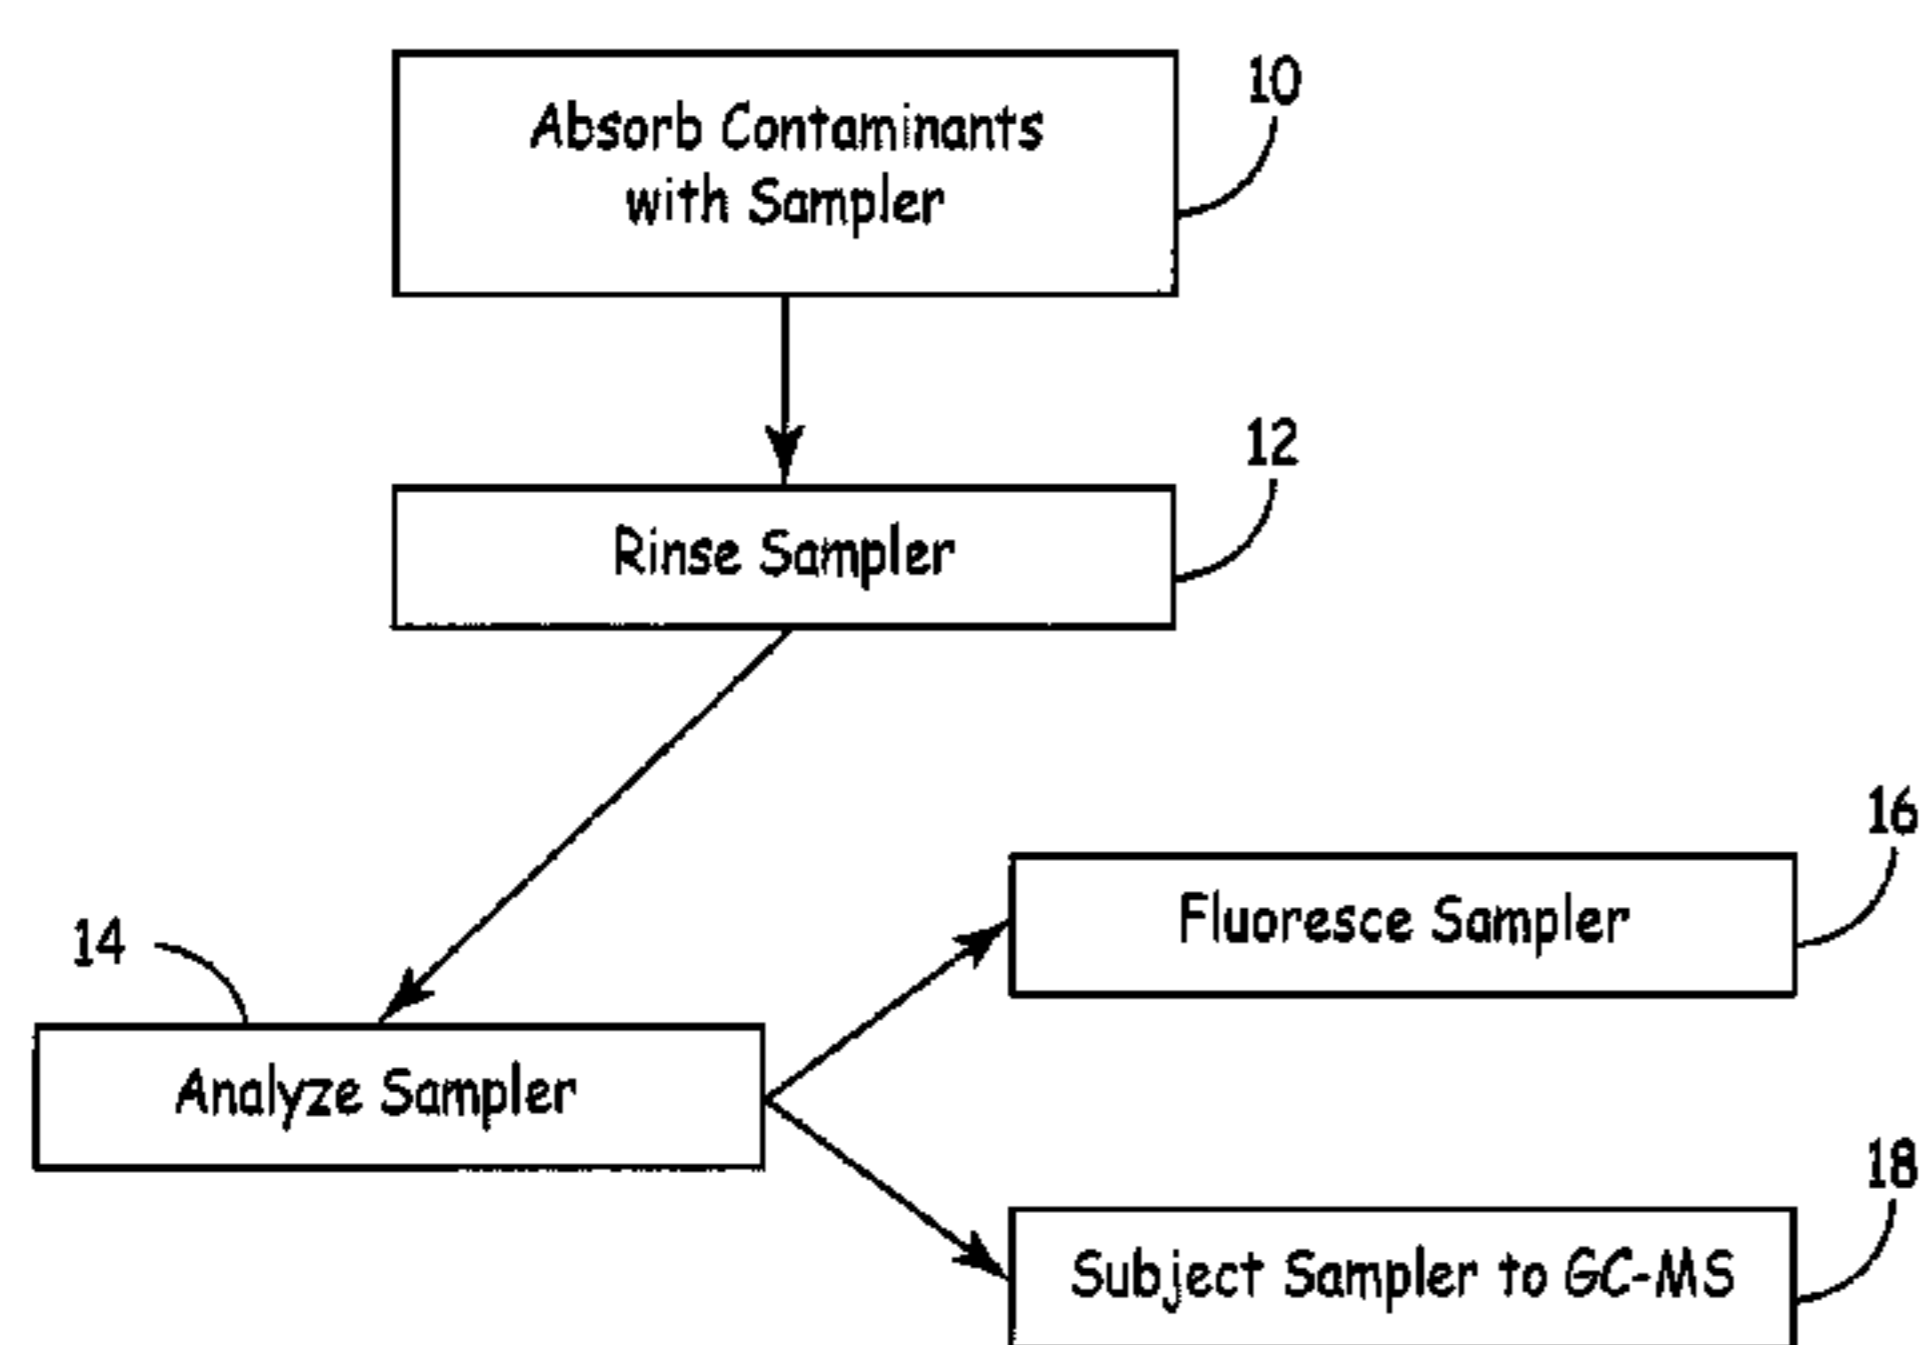 10
Absorb Contaminants
with Sampler
12
Rinse Sampler
16
Fluoresce Sampler
14
Analyze Sampler
18
Subject Sampler to GC-MS